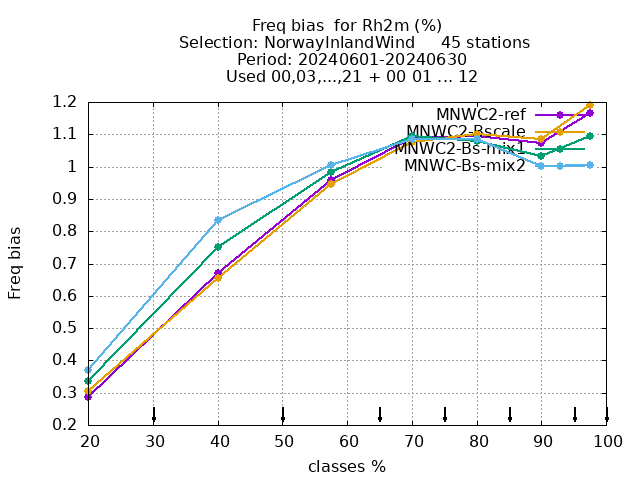 Freq bias  for Rh2m (%)
Selection: NorwayInlandWind     45 stations
Period: 20240601-20240630
Used 00,03,...,21 + 00 01 ... 12
MNWC2-ref
MNWC2-Bscale
MNWC2-Bs-mix1
MNWC-Bs-mix2
Freq bias
1.2
1.1
1
0.9
0.8
0.7
0.6
0.5
0.4
0.3
0.2
20 30 40 50 60 70 80 90 100
classes %